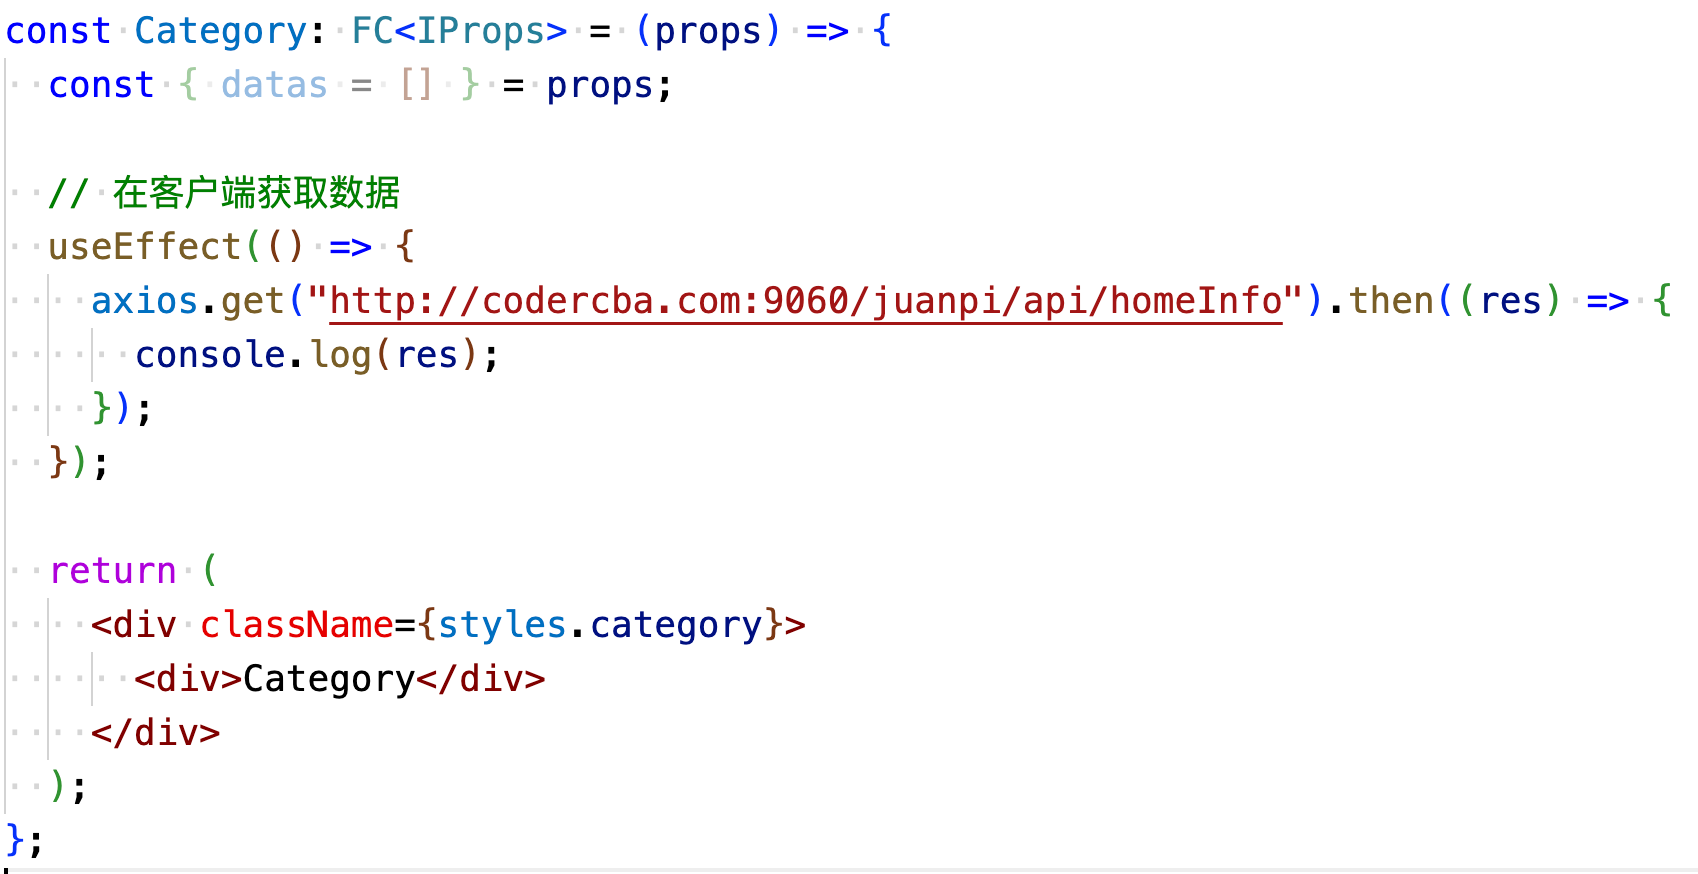 const Category: FC<IProps> = (props) => {
  const { datas = [] } = props;

  // 在客户端获取数据
  useEffect(() => {
    axios.get("http://codercba.com:9060/juanpi/api/homeInfo").then((res) => {
      console.log(res);
    });
  });

  return (
    <div className={styles.category}>
      <div>Category</div>
    </div>
  );
};